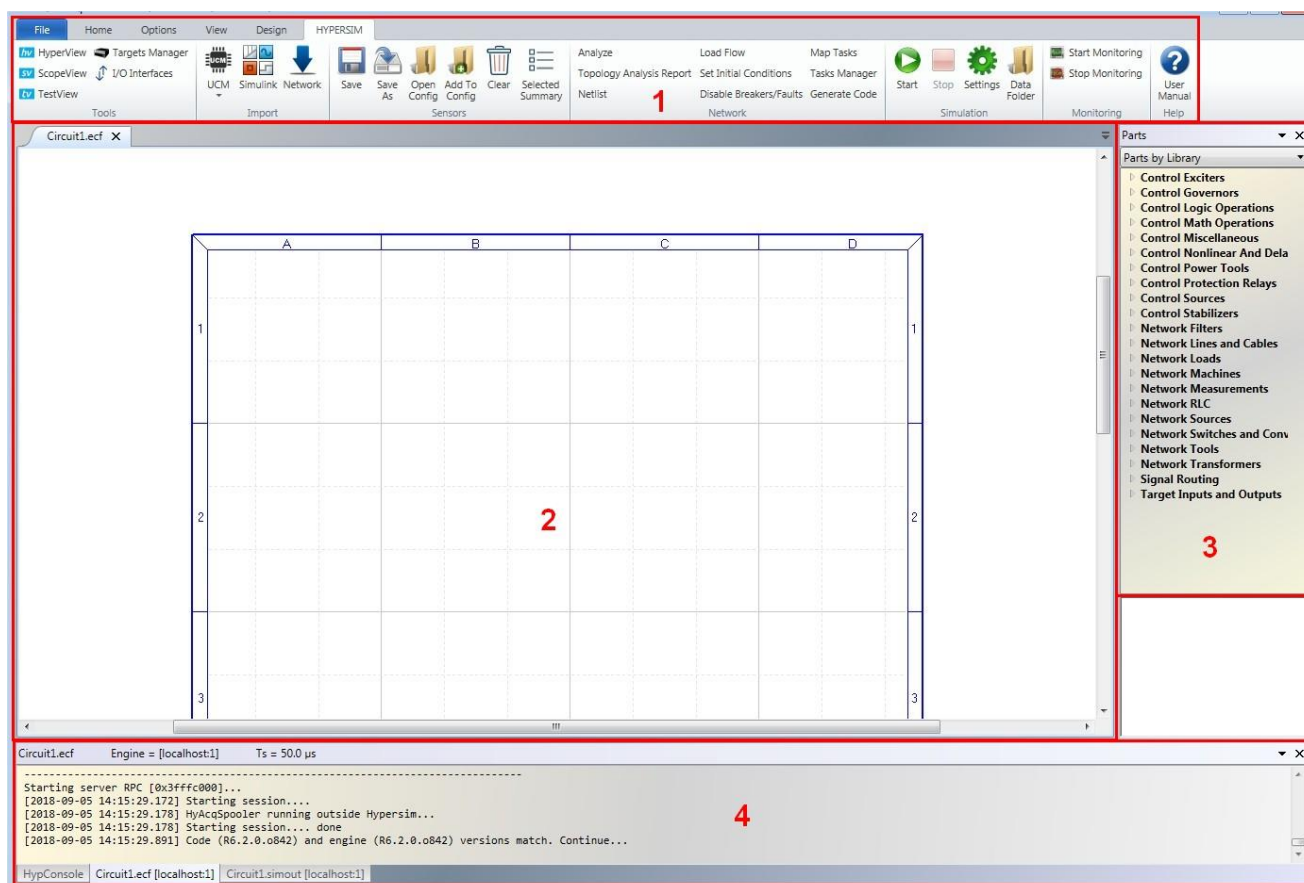 File Home Options View Design HYPERSIM
hv HyperView Targets Manager
sv ScopeView I/O Interfaces
tv TestView
Tools
UCM
UCM Simulink Network
Import
Save Save As Open Config Add To Config Clear Selected Summary
Sensors
Analyze Load Flow Map Tasks
Topology Analysis Report Set Initial Conditions Tasks Manager
Netlist Disable Breakers/Faults Generate Code
1
Network
Start Stop Settings Data Folder
Simulation
Start Monitoring
Stop Monitoring
Monitoring
User Manual
Help
Circuit1.ecf
A B C D
1 1
2 2
2
3 3
Parts
Parts by Library
Control Exciters
Control Governors
Control Logic Operations
Control Math Operations
Control Miscellaneous
Control Nonlinear And Dela
Control Power Tools
Control Protection Relays
Control Sources
Control Stabilizers
Network Filters
Network Lines and Cables
Network Loads
Network Machines
Network Measurements
Network RLC
Network Sources
Network Switches and Conv
Network Tools
Network Transformers
Signal Routing
Target Inputs and Outputs
3
Circuit1.ecf Engine = [localhost:1] Ts = 50.0 µs
--------------------------------------------------------------------------------
Starting server RPC [0x3fffc000]...
[2018-09-05 14:15:29.172] Starting session....
[2018-09-05 14:15:29.178] HyAcqSpooler running outside Hypersim...
[2018-09-05 14:15:29.178] Starting session.... done
[2018-09-05 14:15:29.891] Code (R6.2.0.o842) and engine (R6.2.0.o842) versions match. Continue...
4
HypConsole Circuit1.ecf [localhost:1] Circuit1.simout [localhost:1]